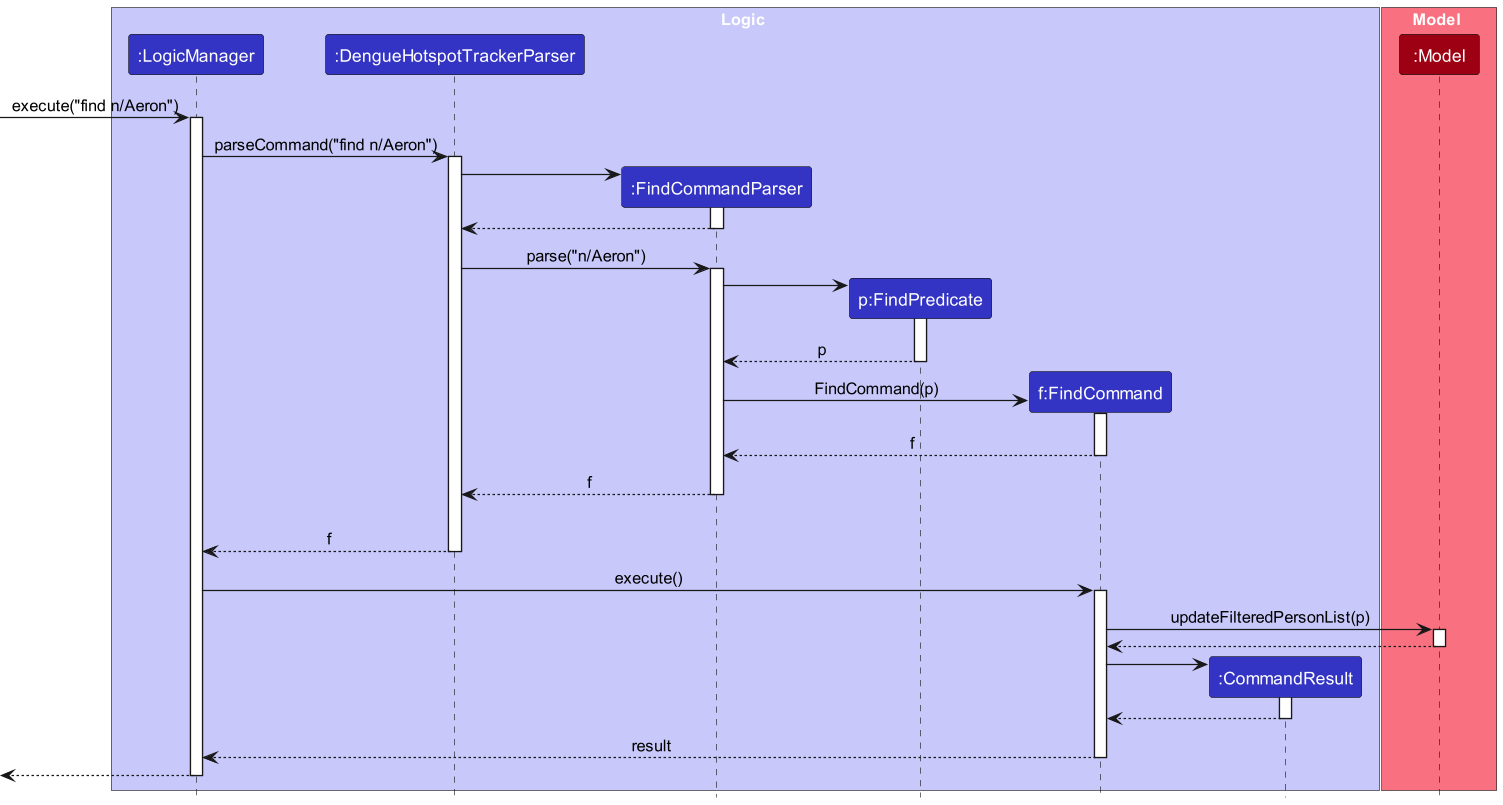 Logic
Model
:LogicManager
:DengueHotspotTrackerParser
:Model
execute("find n/Aeron")
parseCommand("find n/Aeron")
:FindCommandParser
parse("n/Aeron")
p:FindPredicate
p
FindCommand(p)
f:FindCommand
f
f
f
execute()
updateFilteredPersonList(p)
:CommandResult
result